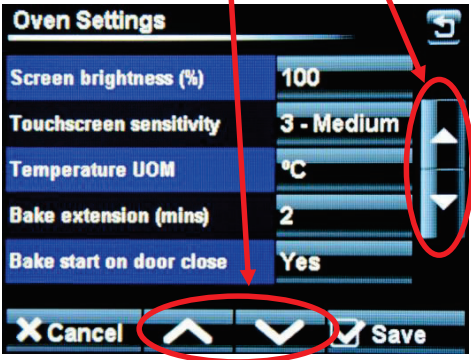 Oven Settings
Screen brightness (%) 100
Touchscreen sensitivity 3 - Medium
Temperature UOM ºC
Bake extension (mins) 2
Bake start on door close Yes
Cancel Save